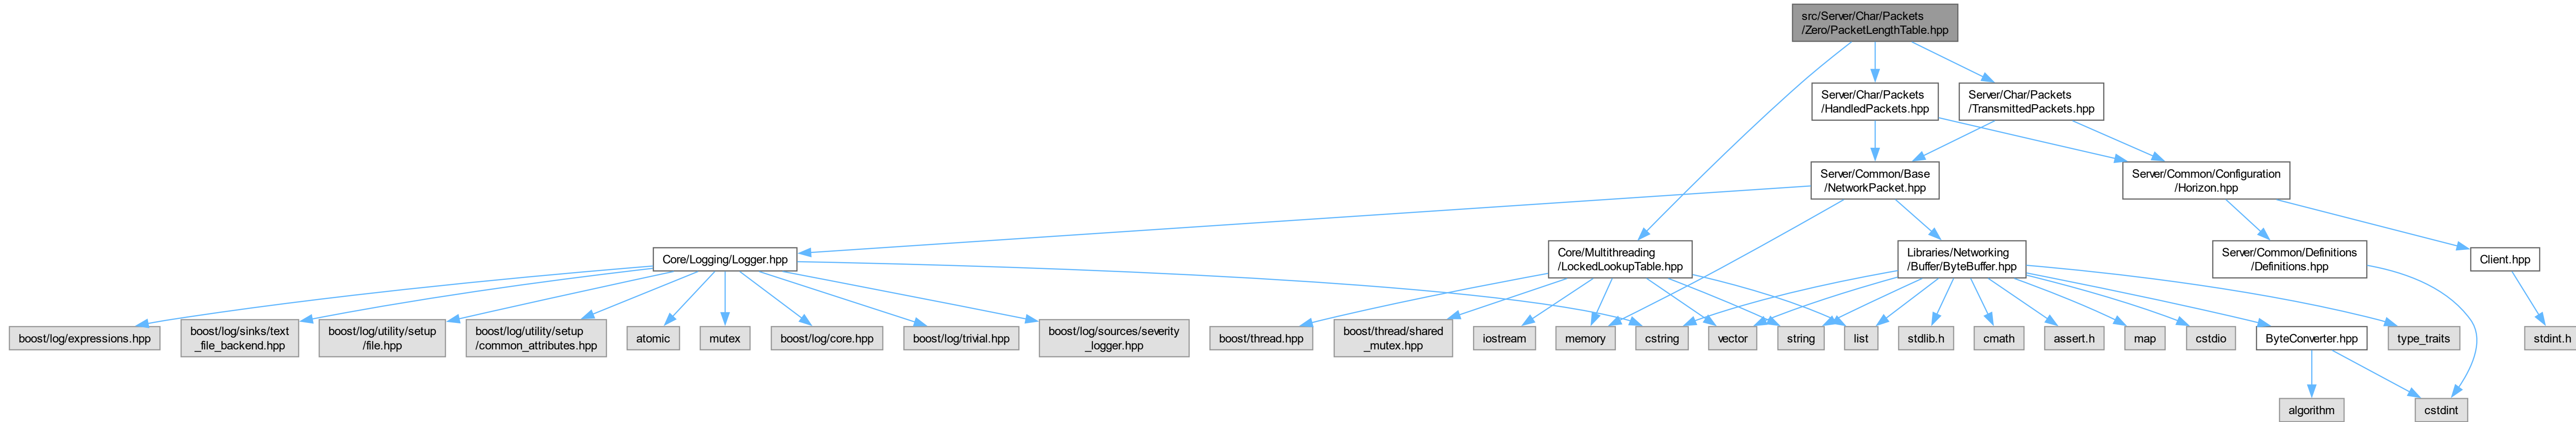 src/Server/Char/Packets
/Zero/PacketLengthTable.hpp
Server/Char/Packets
/HandledPackets.hpp
Server/Char/Packets
/TransmittedPackets.hpp
Server/Common/Base
/NetworkPacket.hpp
Server/Common/Configuration
/Horizon.hpp
Core/Logging/Logger.hpp
Core/Multithreading
/LockedLookupTable.hpp
Libraries/Networking
/Buffer/ByteBuffer.hpp
Server/Common/Definitions
/Definitions.hpp
Client.hpp
boost/log/expressions.hpp
boost/log/sinks/text
_file_backend.hpp
boost/log/utility/setup
/file.hpp
boost/log/utility/setup
/common_attributes.hpp
atomic
mutex
boost/log/core.hpp
boost/log/trivial.hpp
boost/log/sources/severity
_logger.hpp
boost/thread.hpp
boost/thread/shared
_mutex.hpp
iostream
memory
cstring
vector
string
list
stdlib.h
cmath
assert.h
map
cstdio
ByteConverter.hpp
type_traits
stdint.h
algorithm
cstdint